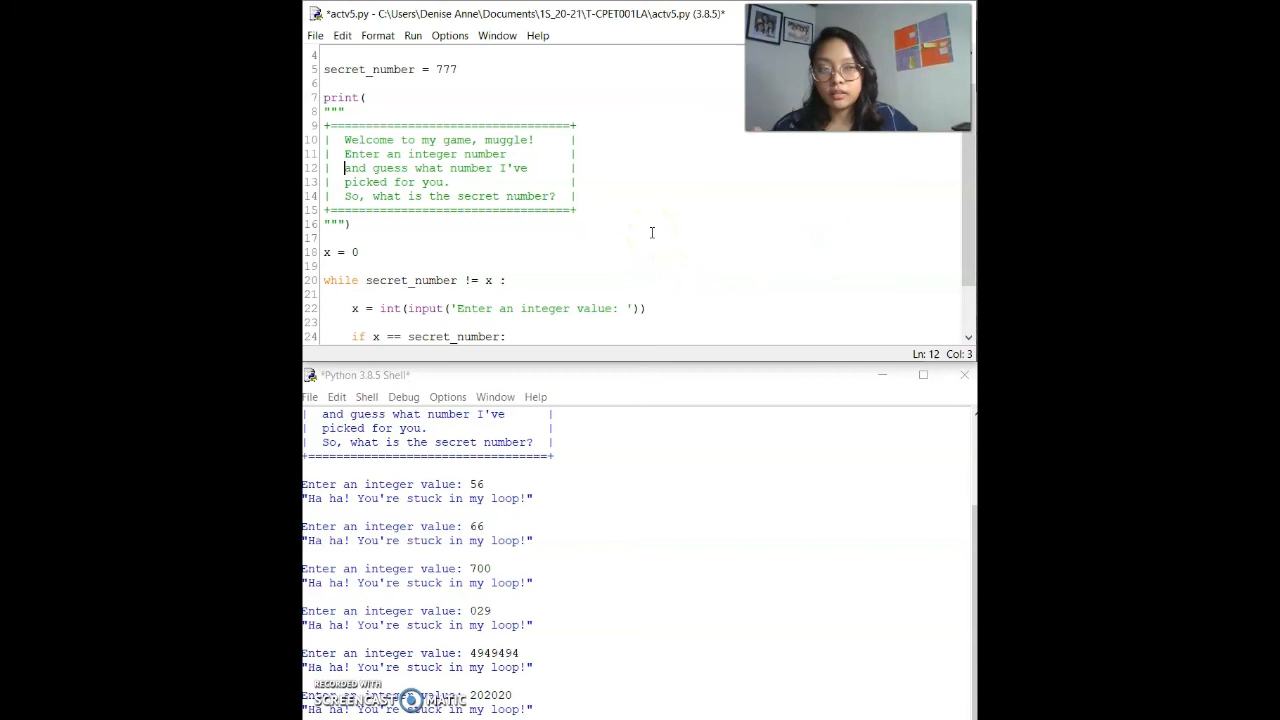 *actv5.py - C:\Users\Denise Anne\Documents\1S_20-21\T-CPET001LA\actv5.py (3.8.5)*
File Edit Format Run Options Window Help
4
5 secret_number = 777
6
7 print(
8 """
9 +==================================+
10 | Welcome to my game, muggle! |
11 | Enter an integer number |
12 | and guess what number I've |
13 | picked for you. |
14 | So, what is the secret number? |
15 +==================================+
16 """)
17
18 x = 0
19
20 while secret_number != x :
21
22 x = int(input('Enter an integer value: '))
23
24 if x == secret_number:
Ln: 12 Col: 3
*Python 3.8.5 Shell*
File Edit Shell Debug Options Window Help
| and guess what number I've |
| picked for you. |
| So, what is the secret number? |
+==================================+
Enter an integer value: 56
"Ha ha! You're stuck in my loop!"
Enter an integer value: 66
"Ha ha! You're stuck in my loop!"
Enter an integer value: 700
"Ha ha! You're stuck in my loop!"
Enter an integer value: 029
"Ha ha! You're stuck in my loop!"
Enter an integer value: 4949494
"Ha ha! You're stuck in my loop!"
RECORDED WITH
Enter an integer value: 202020
SCREENCAST MATIC
"Ha ha! You're stuck in my loop!"